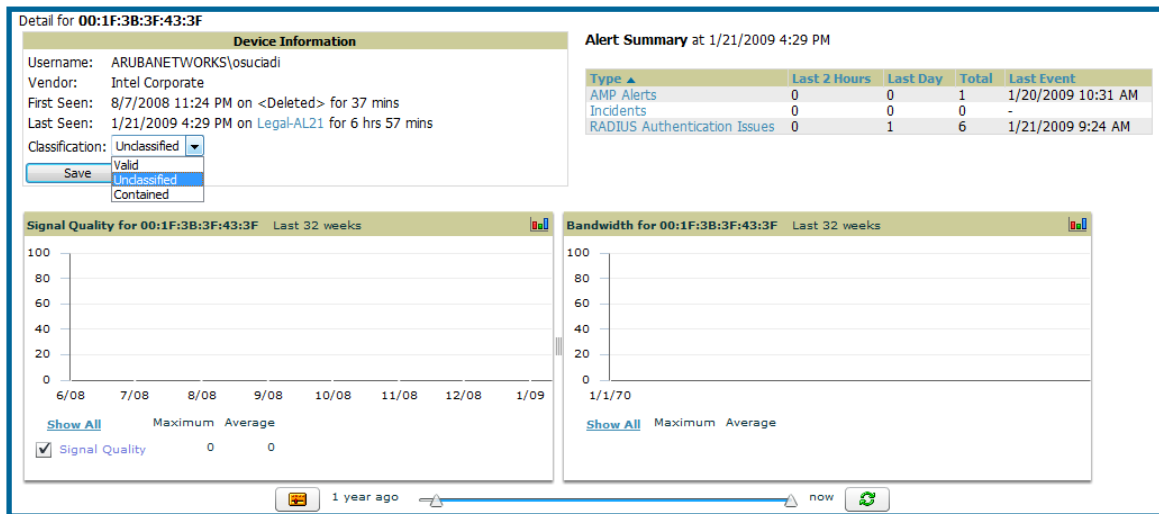 Detail for 00:1F:3B:3F:43:3F
Device Information
Username: ARUBANETWORKS\osuciadi
Vendor: Intel Corporate
First Seen: 8/7/2008 11:24 PM on <Deleted> for 37 mins
Last Seen: 1/21/2009 4:29 PM on Legal-AL21 for 6 hrs 57 mins
Classification: Unclassified
Valid
Unclassified
Contained
Save
Alert Summary at 1/21/2009 4:29 PM
Type Last 2 Hours Last Day Total Last Event
AMP Alerts 0 0 1 1/20/2009 10:31 AM
Incidents 0 0 0 -
RADIUS Authentication Issues 0 1 6 1/21/2009 9:24 AM
Signal Quality for 00:1F:3B:3F:43:3F Last 32 weeks
100
80
60
40
20
0
6/08 7/08 8/08 9/08 10/08 11/08 12/08 1/09
Show All Maximum Average
Signal Quality 0 0
Bandwidth for 00:1F:3B:3F:43:3F Last 32 weeks
100
80
60
40
20
0
1/1/70
Show All Maximum Average
1 year ago now